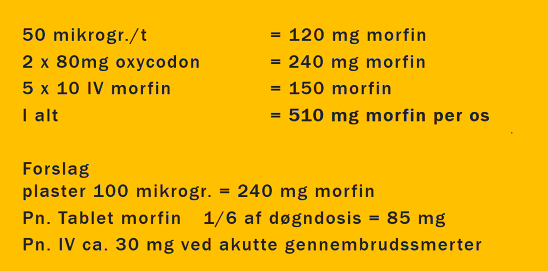 50 mikrogr./t = 120 mg morfin
2 x 80mg oxycodon = 240 mg morfin
5 x 10 IV morfin = 150 morfin
I alt = 510 mg morfin per os
Forslag
plaster 100 mikrogr. = 240 mg morfin
Pn. Tablet morfin 1/6 af døgndosis = 85 mg
Pn. IV ca. 30 mg ved akutte gennembrudssmerter